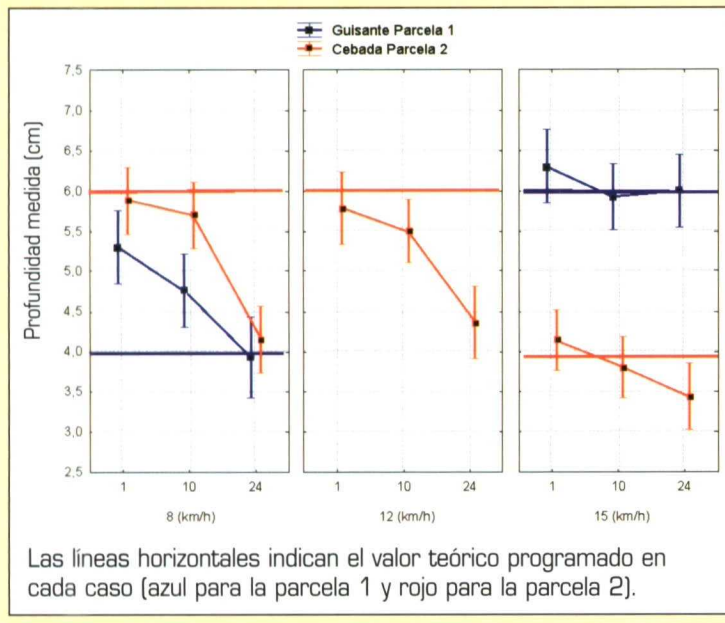 Guisante Parcela 1
Cebada Parcela 2
Profundidad medida (cm)
7,5
7,0
6,5
6,0
5,5
5,0
4,5
4,0
3,5
3,0
2,5
1 10 24 1 10 24 1 10 24
8 (km/h) 12 (km/h) 15 (km/h)
Las líneas horizontales indican el valor teórico programado en
cada caso (azul para la parcela 1 y rojo para la parcela 2).